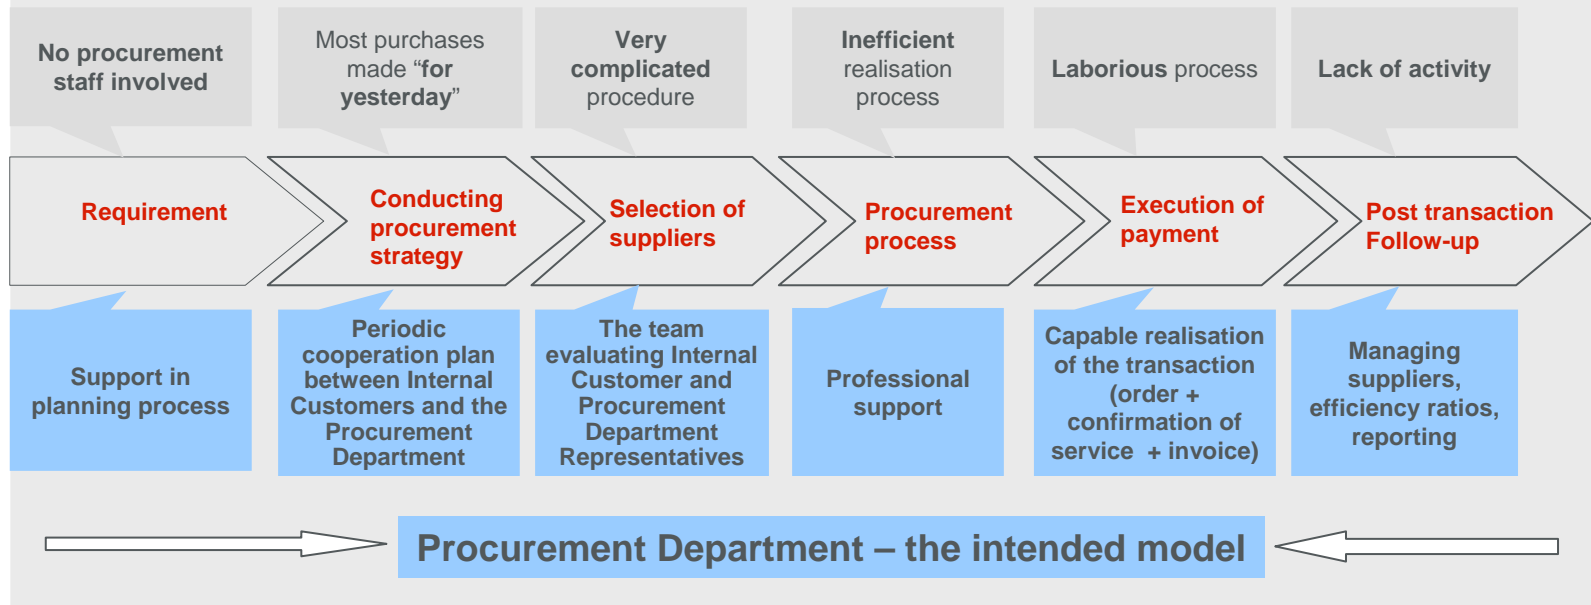 No procurement
staff involved
Most purchases
made “for
yesterday”
Very
complicated
procedure
Inefficient
realisation
process
Laborious process
Lack of activity
Requirement
Conducting
procurement
strategy
Selection of
suppliers
Procurement
process
Execution of
payment
Post transaction
Follow-up
Support in
planning process
Periodic
cooperation plan
between Internal
Customers and the
Procurement
Department
The team
evaluating Internal
Customer and
Procurement
Department
Representatives
Professional
support
Capable realisation
of the transaction
(order +
confirmation of
service + invoice)
Managing
suppliers,
efficiency ratios,
reporting
Procurement Department – the intended model